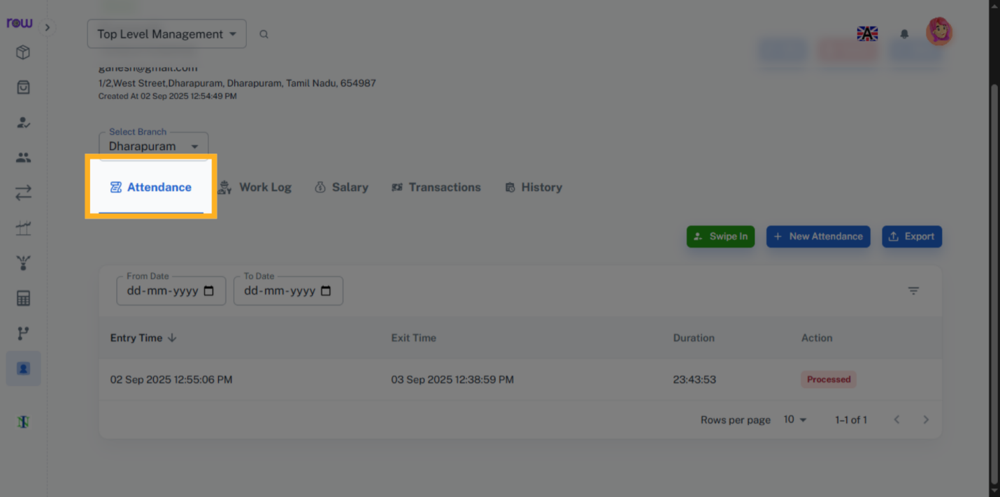 row
Top Level Management
A
ganesh@gmail.com
1/2,West Street,Dharapuram, Dharapuram, Tamil Nadu, 654987
Created At 02 Sep 2025 12:54:49 PM
Select Branch
Dharapuram
Attendance Work Log Salary Transactions History
Swipe In + New Attendance Export
From Date To Date
dd-mm-yyyy dd-mm-yyyy
Entry Time Exit Time Duration Action
02 Sep 2025 12:55:06 PM 03 Sep 2025 12:38:59 PM 23:43:53 Processed
Rows per page 10 1–1 of 1